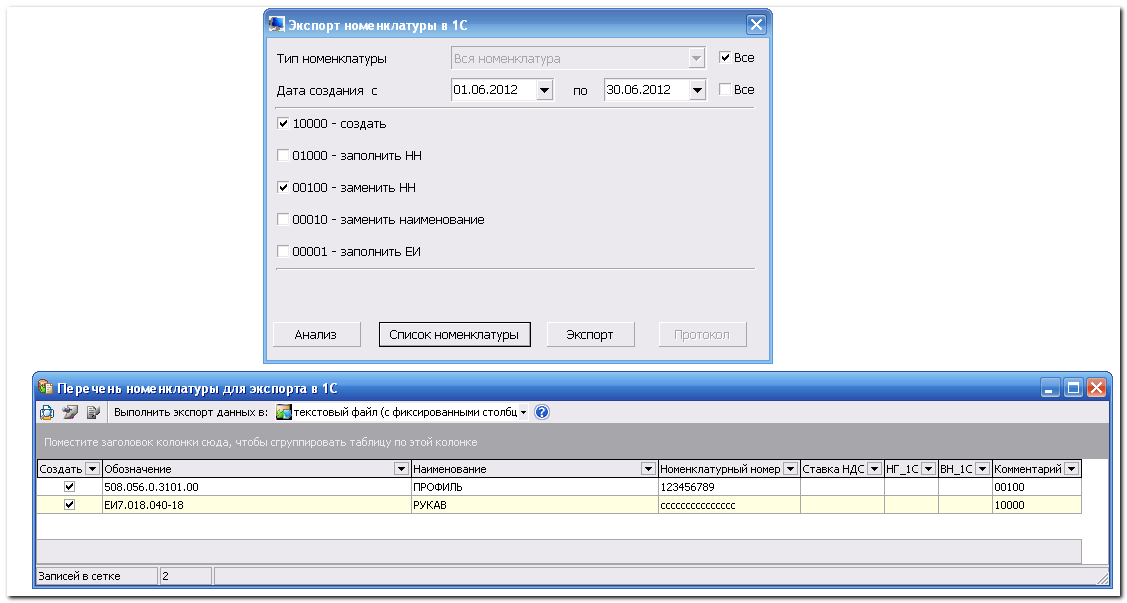 Экспорт номенклатуры в 1С
Тип номенклатуры Вся номенклатура Все
Дата создания с 01.06.2012 по 30.06.2012 Все
10000 - создать
01000 - заполнить НН
00100 - заменить НН
00010 - заменить наименование
00001 - заполнить ЕИ
Анализ Список номенклатуры Экспорт Протокол
Перечень номенклатуры для экспорта в 1С
Выполнить экспорт данных в: текстовый файл (с фиксированными столбц
Поместите заголовок колонки сюда, чтобы сгруппировать таблицу по этой колонке
Создать Обозначение Наименование Номенклатурный номер Ставка НДС НГ_1С ВН_1С Комментарий
508.056.0.3101.00 ПРОФИЛЬ 123456789 00100
ЕИ7.018.040-18 РУКАВ ссссссссссссссс 10000
Записей в сетке 2